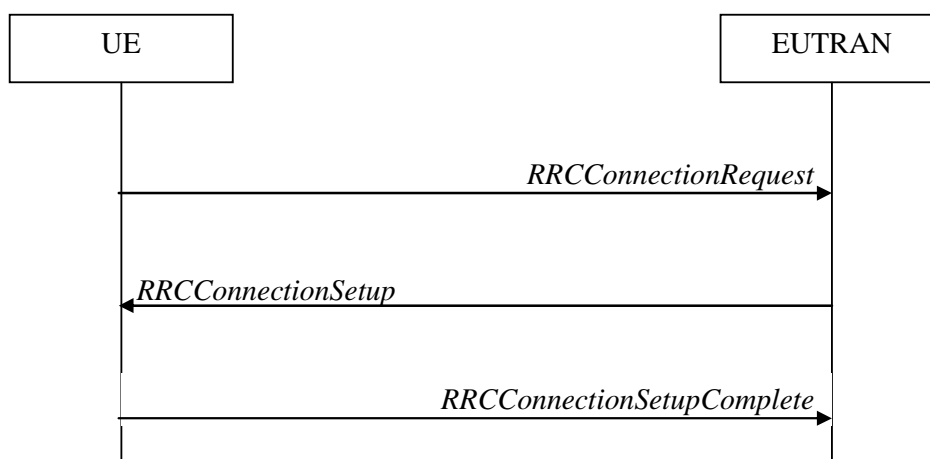 UE
EUTRAN
RRCConnectionRequest
RRCConnectionSetup
RRCConnectionSetupComplete